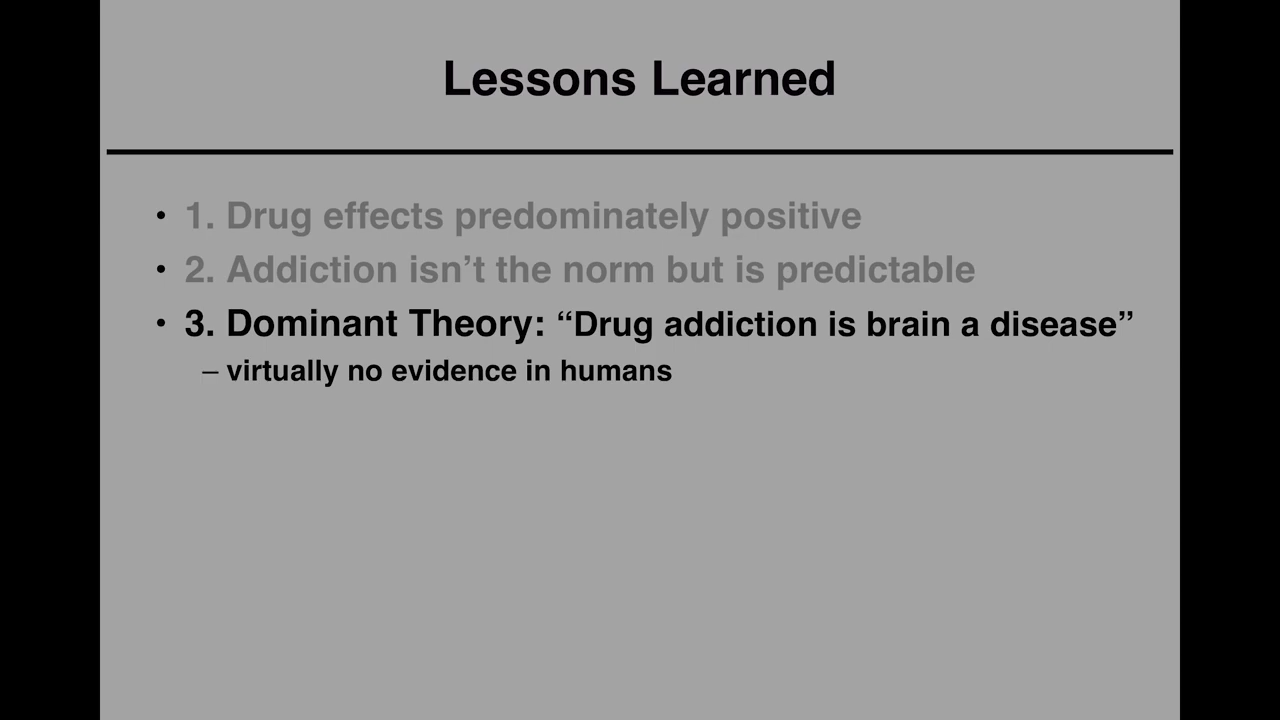 Lessons Learned
• 1. Drug effects predominately positive
• 2. Addiction isn’t the norm but is predictable
• 3. Dominant Theory: “Drug addiction is brain a disease”
– virtually no evidence in humans